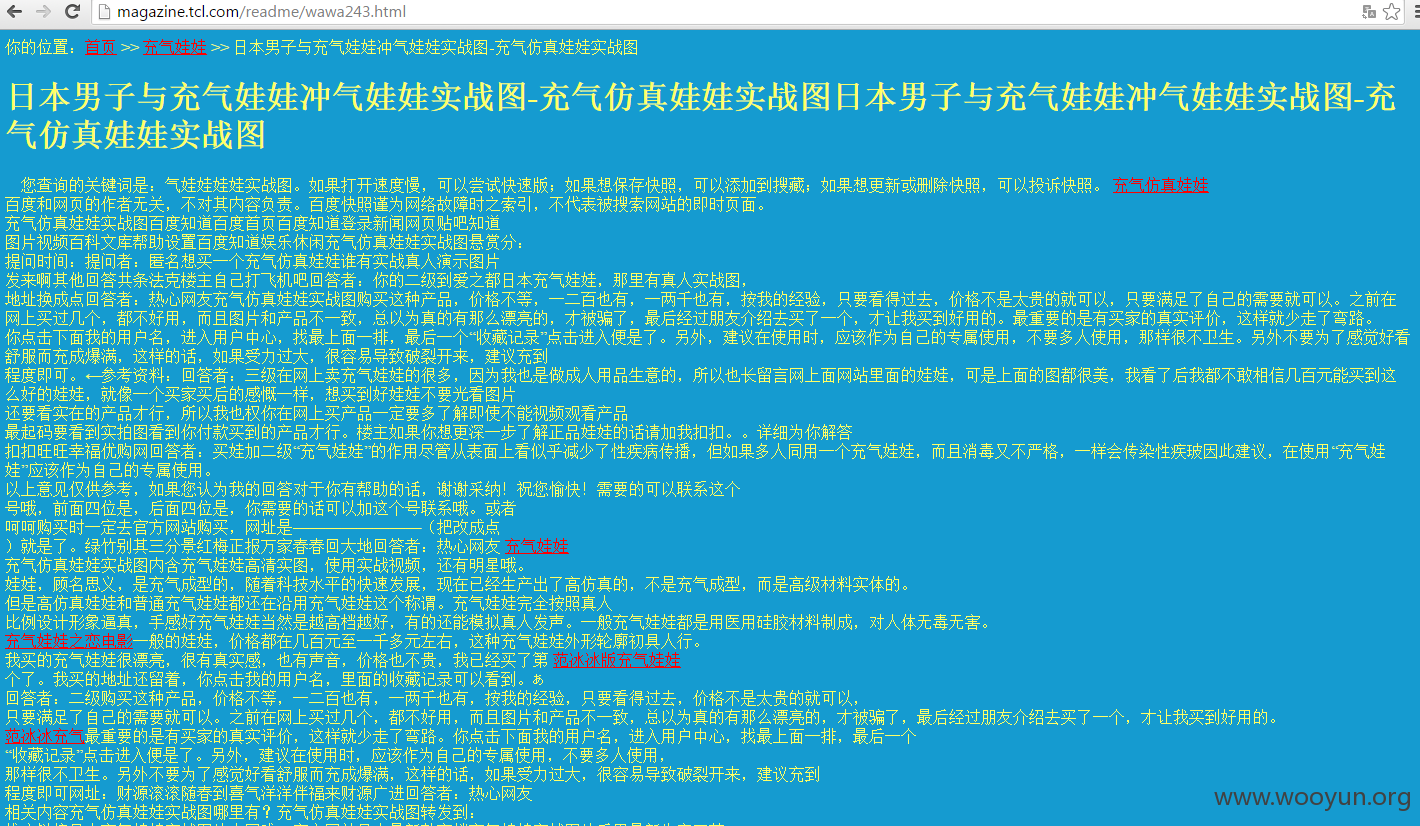 magazine.tcl.com/readme/wawa243.html
你的位置：首页 >> 充气娃娃 >> 日本男子与充气娃娃冲气娃娃实战图-充气仿真娃娃实战图
日本男子与充气娃娃冲气娃娃实战图-充气仿真娃娃实战图日本男子与充气娃娃冲气娃娃实战图-充
气仿真娃娃实战图
您查询的关键词是：气娃娃娃娃实战图。如果打开速度慢，可以尝试快速版；如果想保存快照，可以添加到搜藏；如果想更新或删除快照，可以投诉快照。 充气仿真娃娃
百度和网页的作者无关，不对其内容负责。百度快照谨为网络故障时之索引，不代表被搜索网站的即时页面。
充气仿真娃娃实战图百度知道百度首页百度知道登录新闻网页贴吧知道
图片视频百科文库帮助设置百度知道娱乐休闲充气仿真娃娃实战图悬赏分：
提问时间：提问者：匿名想买一个充气仿真娃娃谁有实战真人演示图片
发来啊其他回答共条法克楼主自己打飞机吧回答者：你的二级到爱之都日本充气娃娃，那里有真人实战图，
地址换成点回答者：热心网友充气仿真娃娃实战图购买这种产品，价格不等，一二百也有，一两千也有，按我的经验，只要看得过去，价格不是太贵的就可以，只要满足了自己的需要就可以。之前在
网上买过几个，都不好用，而且图片和产品不一致，总以为真的有那么漂亮的，才被骗了，最后经过朋友介绍去买了一个，才让我买到好用的。最重要的是有买家的真实评价，这样就少走了弯路。
你点击下面我的用户名，进入用户中心，找最上面一排，最后一个“收藏记录”点击进入便是了。另外，建议在使用时，应该作为自己的专属使用，不要多人使用，那样很不卫生。另外不要为了感觉好看
舒服而充成爆满，这样的话，如果受力过大，很容易导致破裂开来，建议充到
程度即可。←参考资料：回答者：三级在网上卖充气娃娃的很多，因为我也是做成人用品生意的，所以也长留言网上面网站里面的娃娃，可是上面的图都很美，我看了后我都不敢相信几百元能买到这
么好的娃娃，就像一个买家买后的感慨一样，想买到好娃娃不要光看图片
还要看实在的产品才行，所以我也权你在网上买产品一定要多了解即使不能视频观看产品
最起码要看到实拍图看到你付款买到的产品才行。楼主如果你想更深一步了解正品娃娃的话请加我扣扣。。详细为你解答
扣扣旺旺幸福优购网回答者：买娃加二级“充气娃娃”的作用尽管从表面上看似乎减少了性疾病传播，但如果多人同用一个充气娃娃，而且消毒又不严格，一样会传染性疾玻因此建议，在使用“充气娃
娃”应该作为自己的专属使用。
以上意见仅供参考，如果您认为我的回答对于你有帮助的话，谢谢采纳！祝您愉快！需要的可以联系这个
号哦，前面四位是，后面四位是，你需要的话可以加这个号联系哦。或者
呵呵购买时一定去官方网站购买，网址是————————（把改成点
）就是了。绿竹别其三分景红梅正报万家春春回大地回答者：热心网友 充气娃娃
充气仿真娃娃实战图内含充气娃娃高清实图，使用实战视频，还有明星哦。
娃娃，顾名思义，是充气成型的，随着科技水平的快速发展，现在已经生产出了高仿真的，不是充气成型，而是高级材料实体的。
但是高仿真娃娃和普通充气娃娃都还在沿用充气娃娃这个称谓。充气娃娃完全按照真人
比例设计形象逼真，手感好充气娃娃当然是越高档越好，有的还能模拟真人发声。一般充气娃娃都是用医用硅胶材料制成，对人体无毒无害。
充气娃娃之恋电影一般的娃娃，价格都在几百元至一千多元左右，这种充气娃娃外形轮廓初具人行。
我买的充气娃娃很漂亮，很有真实感，也有声音，价格也不贵，我已经买了第 范冰冰版充气娃娃
个了。我买的地址还留着，你点击我的用户名，里面的收藏记录可以看到。ぁ
回答者：二级购买这种产品，价格不等，一二百也有，一两千也有，按我的经验，只要看得过去，价格不是太贵的就可以，
只要满足了自己的需要就可以。之前在网上买过几个，都不好用，而且图片和产品不一致，总以为真的有那么漂亮的，才被骗了，最后经过朋友介绍去买了一个，才让我买到好用的。
范冰冰充气最重要的是有买家的真实评价，这样就少走了弯路。你点击下面我的用户名，进入用户中心，找最上面一排，最后一个
“收藏记录”点击进入便是了。另外，建议在使用时，应该作为自己的专属使用，不要多人使用，
那样很不卫生。另外不要为了感觉好看舒服而充成爆满，这样的话，如果受力过大，很容易导致破裂开来，建议充到
程度即可网址：财源滚滚随春到喜气洋洋伴福来财源广进回答者：热心网友
相关内容充气仿真娃娃实战图哪里有？充气仿真娃娃实战图转发到：
www.wooyun.org